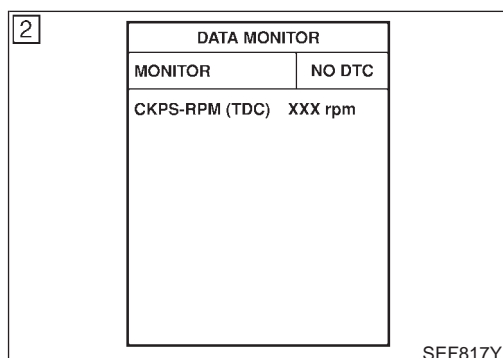 2
DATA MONITOR
MONITOR NO DTC
CKPS-RPM (TDC) XXX rpm
SEF817Y